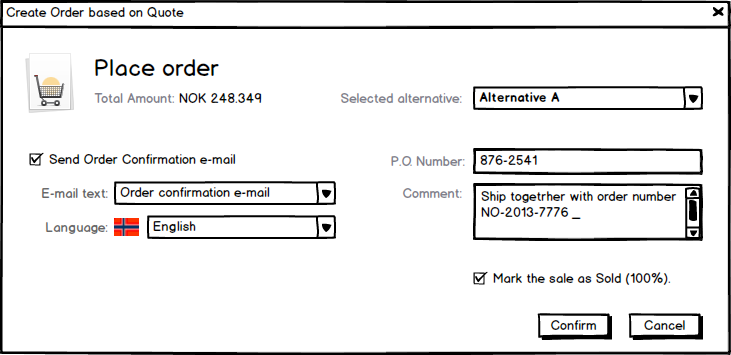 Create Order based on Quote
Place order
Total Amount: NOK 248.349
Selected alternative: Alternative A
Send Order Confirmation e-mail
P.O. Number: 876-2541
E-mail text: Order confirmation e-mail
Comment: Ship togetrher with order number
NO-2013-7776 _
Language: English
Mark the sale as Sold (100%).
Confirm Cancel